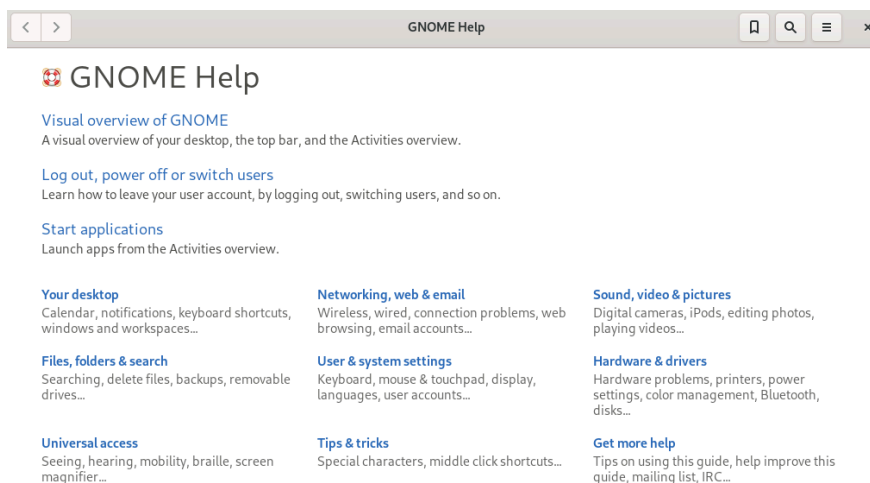 GNOME Help
GNOME Help
Visual overview of GNOME
A visual overview of your desktop, the top bar, and the Activities overview.
Log out, power off or switch users
Learn how to leave your user account, by logging out, switching users, and so on.
Start applications
Launch apps from the Activities overview.
Your desktop
Calendar, notifications, keyboard shortcuts,
windows and workspaces…
Networking, web & email
Wireless, wired, connection problems, web
browsing, email accounts…
Sound, video & pictures
Digital cameras, iPods, editing photos,
playing videos…
Files, folders & search
Searching, delete files, backups, removable
drives…
User & system settings
Keyboard, mouse & touchpad, display,
languages, user accounts…
Hardware & drivers
Hardware problems, printers, power
settings, color management, Bluetooth,
disks…
Universal access
Seeing, hearing, mobility, braille, screen
magnifier…
Tips & tricks
Special characters, middle click shortcuts…
Get more help
Tips on using this guide, help improve this
guide, mailing list, IRC…